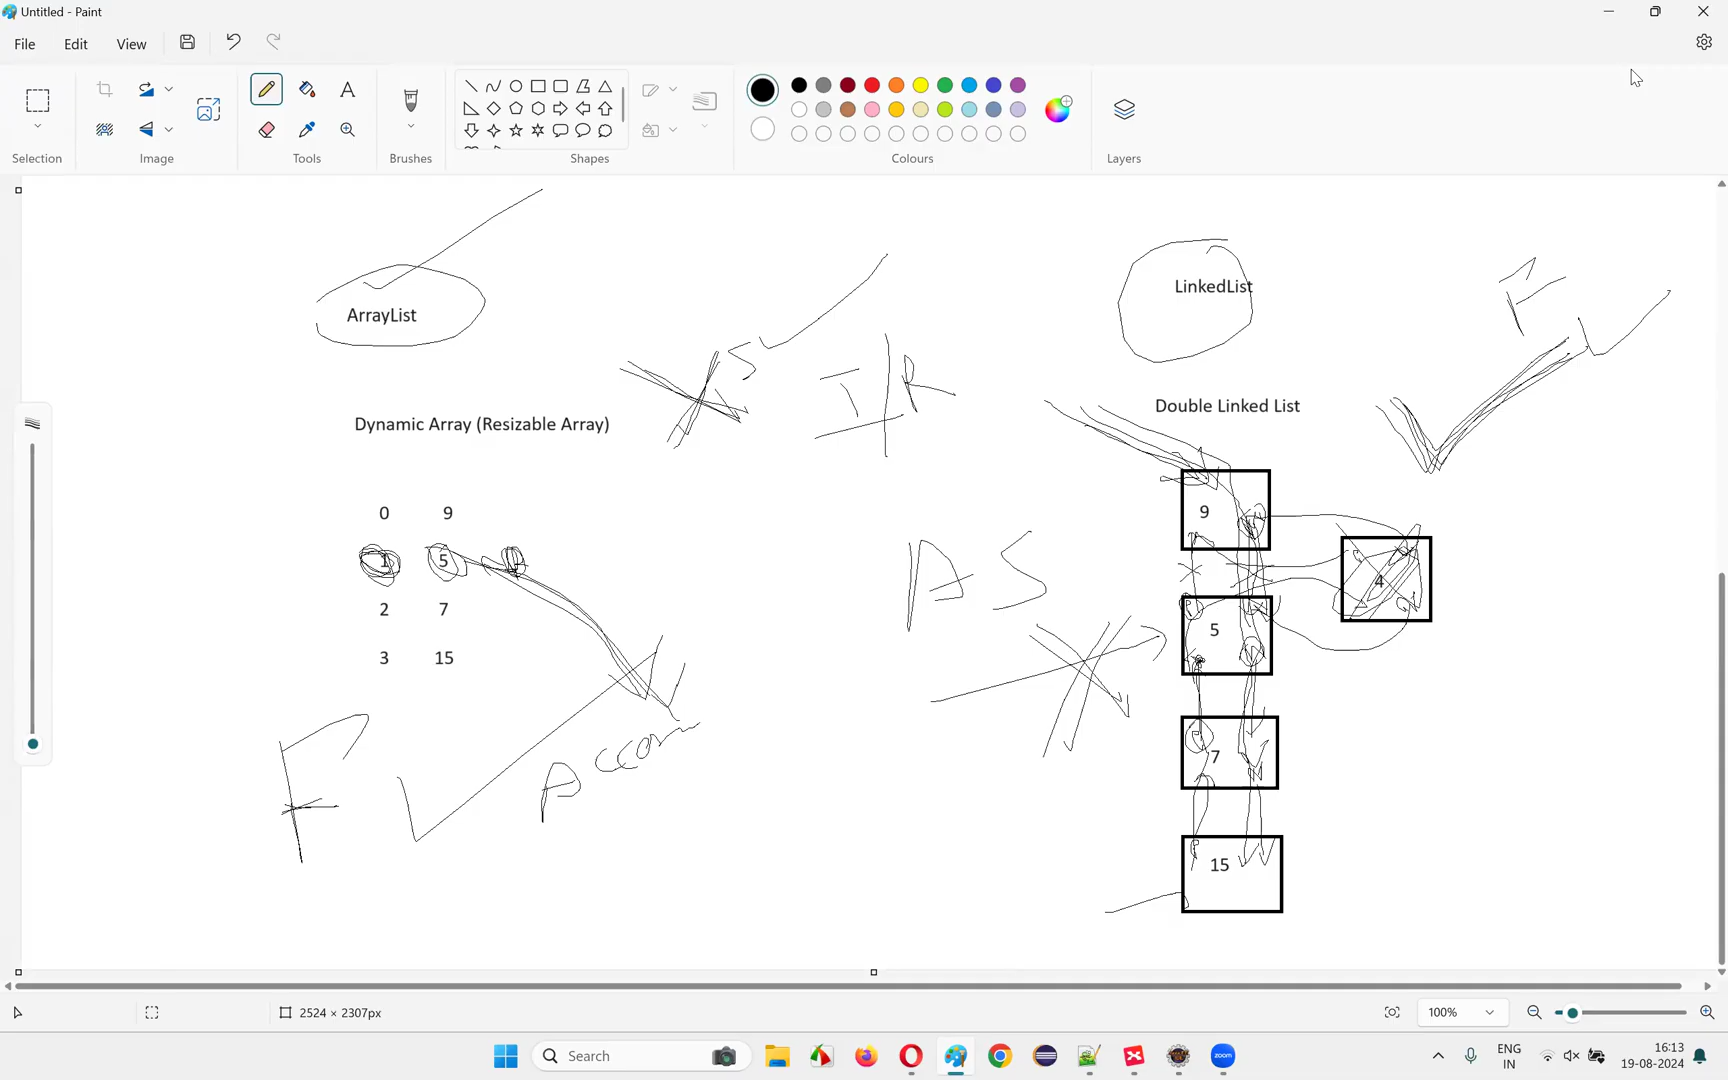 Untitled - Paint
File Edit View
Selection
Image
Tools
Brushes
Shapes
Colours
Layers
ArrayList
LinkedList
F
S
I/R
Dynamic Array (Resizable Array)
Double Linked List
0 9
1 5
2 7
3 15
9
4
5
7
15
A S
F
2524 × 2307px
100%
Search
zoom
ENG
IN
16:13
19-08-2024